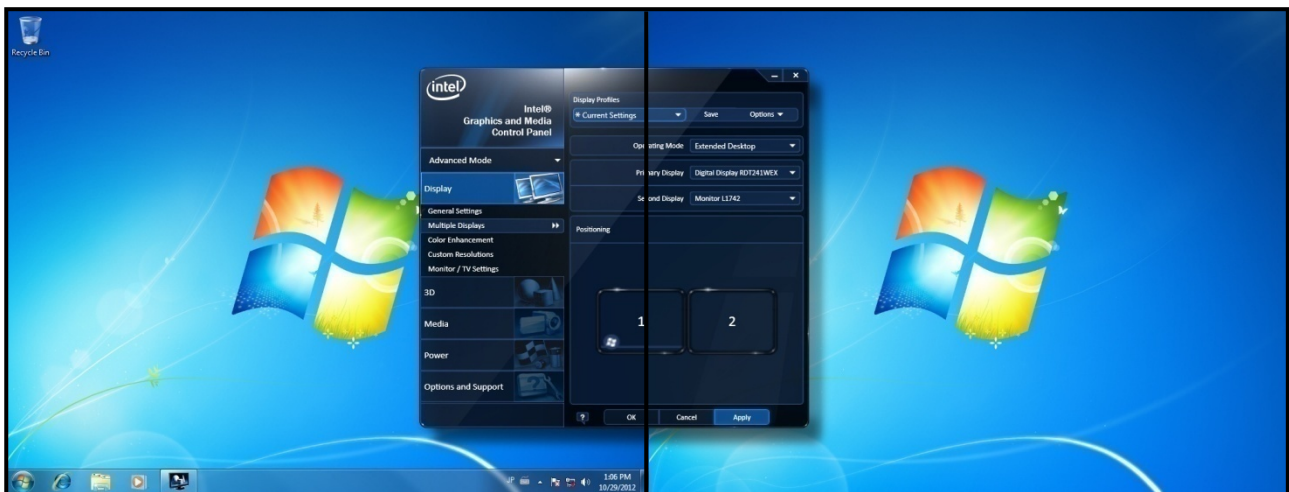 Recycle Bin
intel
Intel®
Graphics and Media
Control Panel
Advanced Mode
Display
General Settings
Multiple Displays
Color Enhancement
Custom Resolutions
Monitor / TV Settings
3D
Media
Power
Options and Support
Display Profiles
* Current Settings Save Options
Operating Mode Extended Desktop
Primary Display Digital Display RDT241WEX
Second Display Monitor L1742
Positioning
1 2
? OK Cancel Apply
JP 1:06 PM
10/29/2012